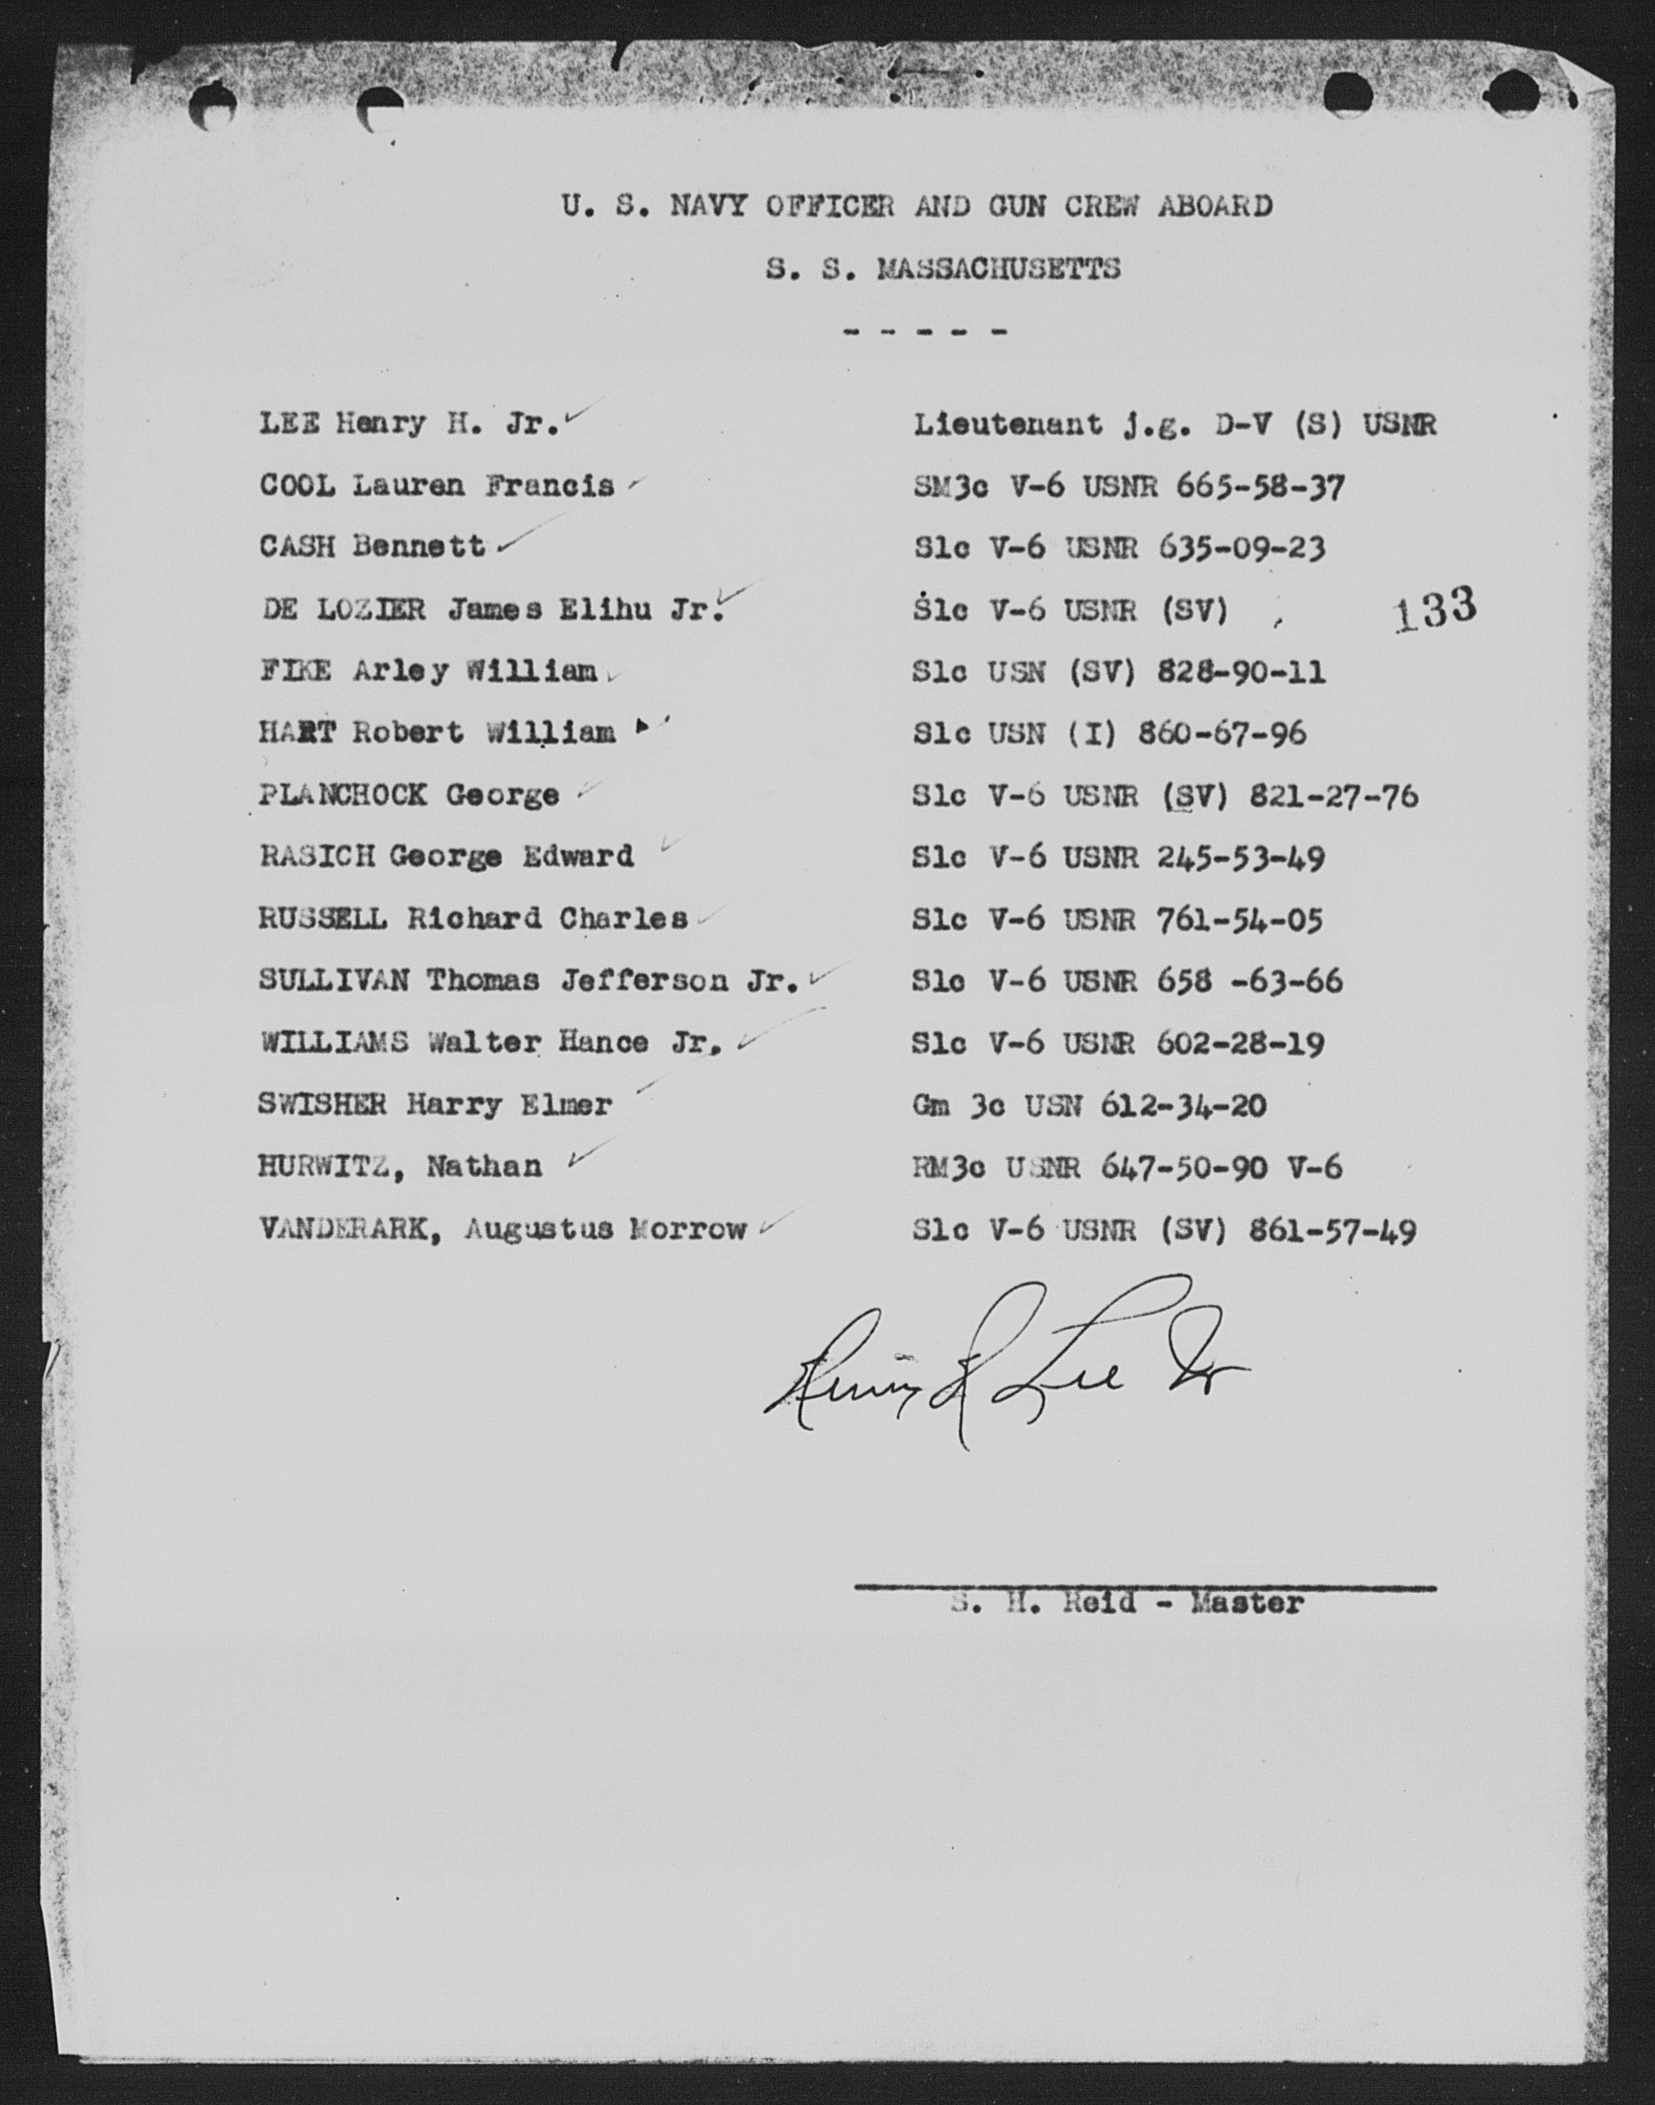 U. S. NAVY OFFICER AND GUN CREW ABOARD
S. S. MASSACHUSETTS
- - - - -
LEE Henry H. Jr. Lieutenant j.g. D-V (S) USNR
COOL Lauren Francis SM3c V-6 USNR 665-58-37
CASH Bennett S1c V-6 USNR 635-09-23
DE LOZIER James Elihu Jr. S1c V-6 USNR (SV) 133
FIKE Arley William S1c USN (SV) 828-90-11
HART Robert William S1c USN (I) 860-67-96
PLANCHOCK George S1c V-6 USNR (SV) 821-27-76
RASICH George Edward S1c V-6 USNR 245-53-49
RUSSELL Richard Charles S1c V-6 USNR 761-54-05
SULLIVAN Thomas Jefferson Jr. S1c V-6 USNR 658 -63-66
WILLIAMS Walter Hance Jr. S1c V-6 USNR 602-28-19
SWISHER Harry Elmer Gm 3c USN 612-34-20
HURWITZ, Nathan RM3c USNR 647-50-90 V-6
VANDERARK, Augustus Morrow S1c V-6 USNR (SV) 861-57-49
Henry H Lee Jr
S. H. Reid - Master